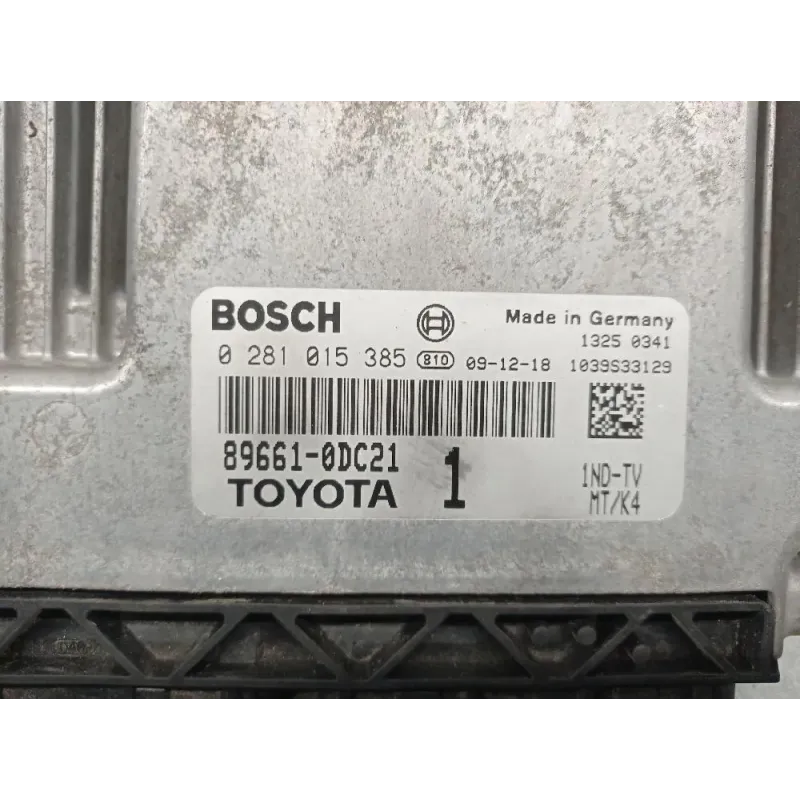 BOSCH Made in Germany
1325 0341
0 281 015 385 810 09-12-18 1039S33129
89661-0DC21 1 1ND-TV
TOYOTA MT/K4